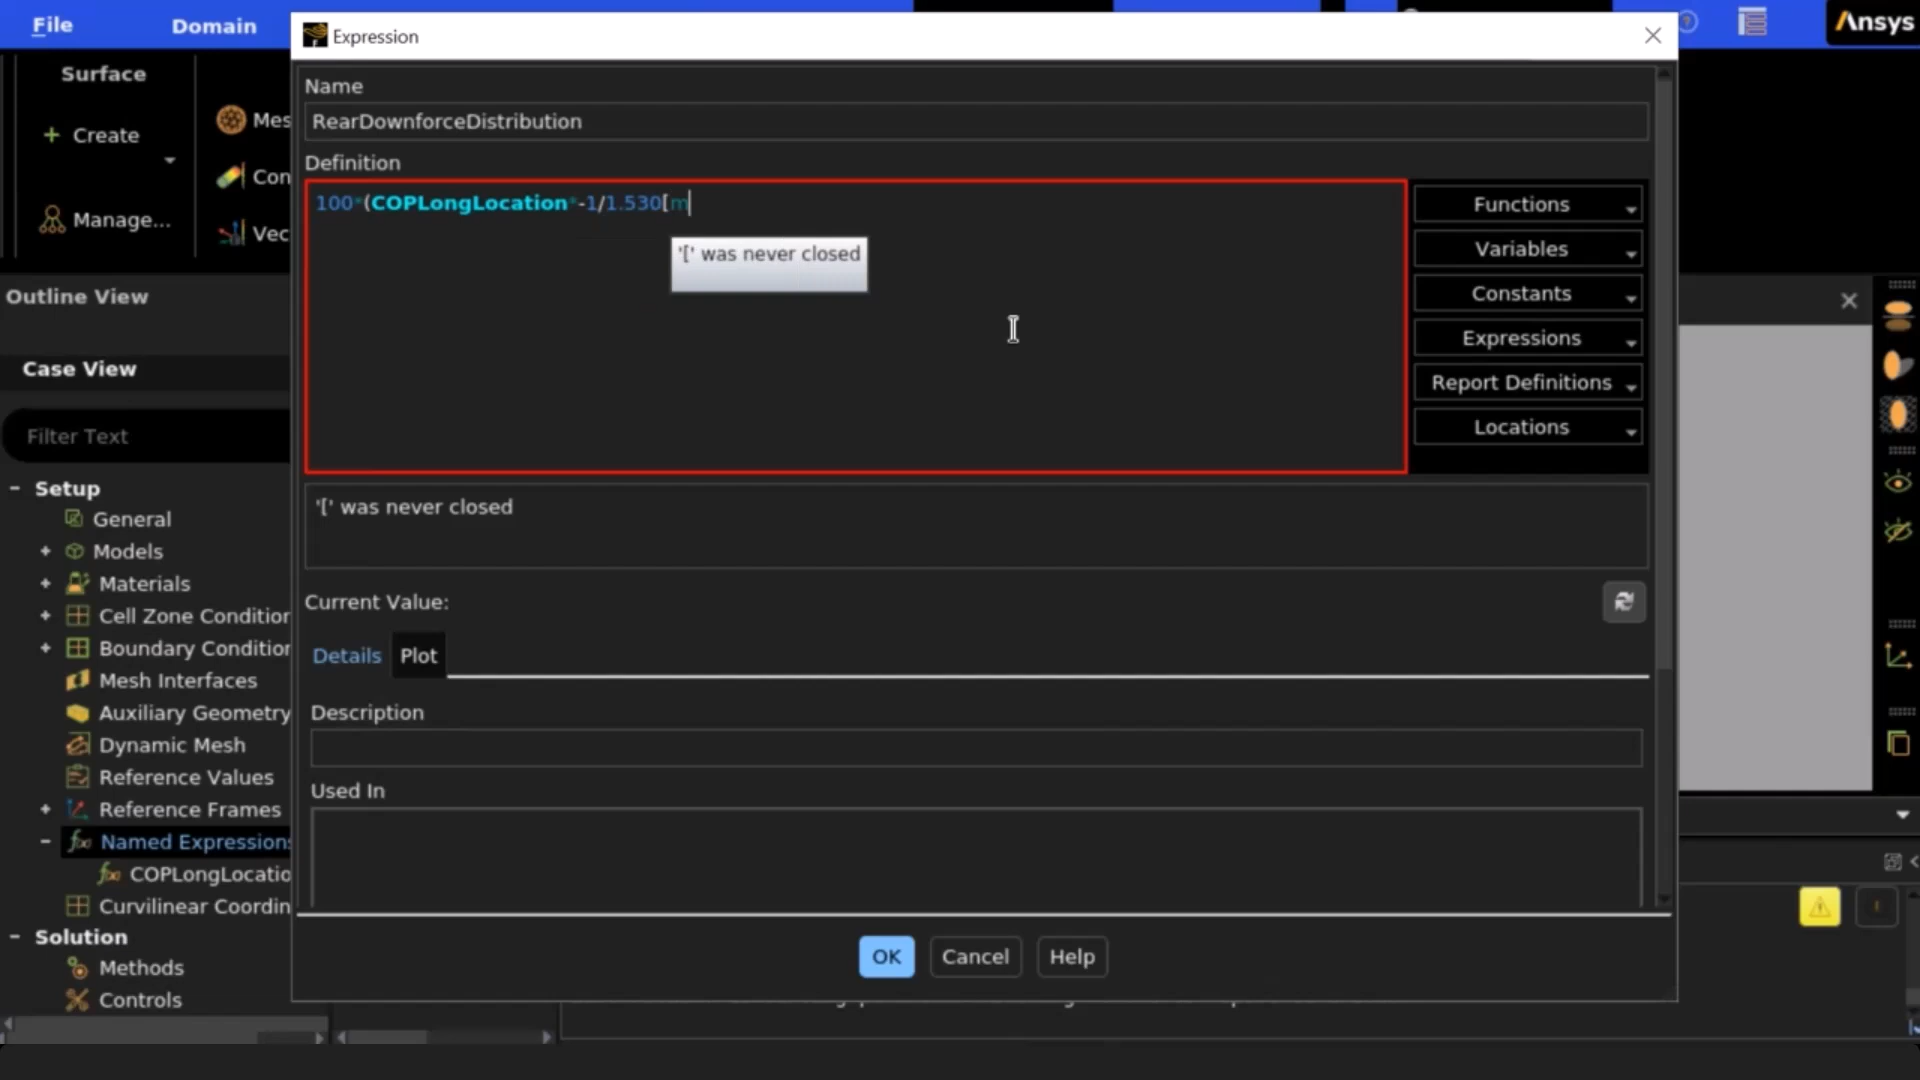 File
Domain
Ansys
Expression
Surface
Create
Manage...
Mes
Con
Vec
Name
RearDownforceDistribution
Definition
100*(COPLongLocation*-1/1.530[m
'[' was never closed
Functions
Variables
Constants
Expressions
Report Definitions
Locations
'[' was never closed
Current Value:
Details
Plot
Description
Used In
OK
Cancel
Help
Outline View
Case View
Filter Text
Setup
General
Models
Materials
Cell Zone Condition
Boundary Condition
Mesh Interfaces
Auxiliary Geometry
Dynamic Mesh
Reference Values
Reference Frames
Named Expressions
COPLongLocatio
Curvilinear Coordin
Solution
Methods
Controls